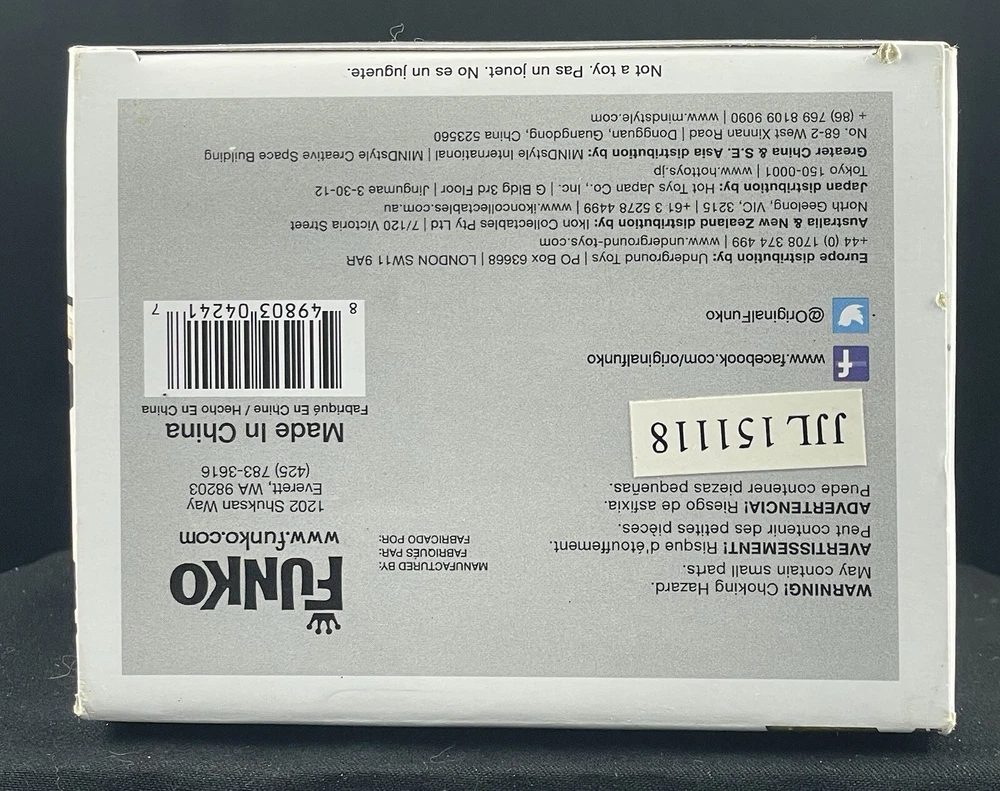 FUNKO
www.funko.com
1202 Shuksan Way
Everett, WA 98203
(425) 783-3616
MANUFACTURED BY:
FABRIQUÉS PAR:
FABRICADO POR:
WARNING! Choking Hazard.
May contain small parts.
AVERTISSEMENT! Risque d'étouffement.
Peut contenir des petites pièces.
ADVERTENCIA! Riesgo de asfixia.
Puede contener piezas pequeñas.
Made In China
Fabriqué En Chine / Hecho En China
8 49803 04241 7
JJL 151118
www.facebook.com/originalfunko
@OriginalFunko
Europe distribution by: Underground Toys | PO Box 63668 | LONDON SW11 9AR
+44 (0) 1708 374 499 | www.underground-toys.com
Australia & New Zealand distribution by: Ikon Collectables Pty Ltd | 7/120 Victoria Street
North Geelong, VIC, 3215 | +61 3 5278 4499 | www.ikoncollectables.com.au
Japan distribution by: Hot Toys Japan Co., Inc. | G Bldg 3rd Floor | Jingumae 3-30-12
Tokyo 150-0001 | www.hottoys.jp
Greater China & S.E. Asia distribution by: MINDstyle International | MINDstyle Creative Space Building
No. 68-2 West Xinnan Road | Dongguan, Guangdong, China 523560
+ (86) 769 8109 9090 | www.mindstyle.com
Not a toy. Pas un jouet. No es un juguete.